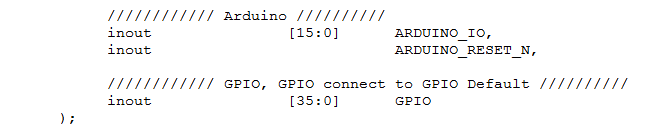 //////////// Arduino //////////
inout [15:0] ARDUINO_IO,
inout ARDUINO_RESET_N,
//////////// GPIO, GPIO connect to GPIO Default //////////
inout [35:0] GPIO
);